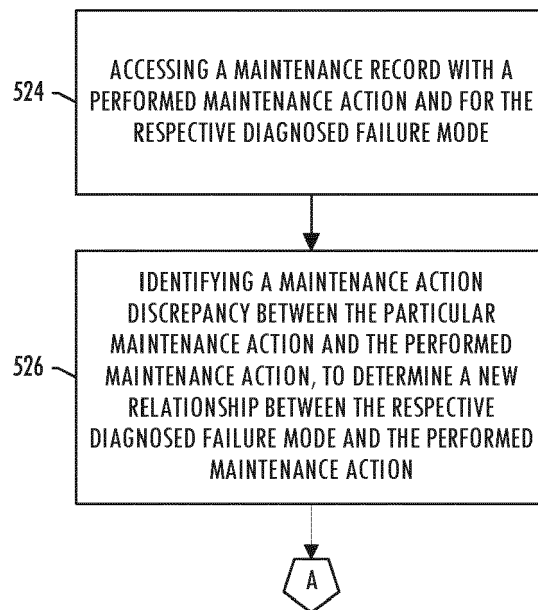 524
ACCESSING A MAINTENANCE RECORD WITH A
PERFORMED MAINTENANCE ACTION AND FOR THE
RESPECTIVE DIAGNOSED FAILURE MODE
526
IDENTIFYING A MAINTENANCE ACTION
DISCREPANCY BETWEEN THE PARTICULAR
MAINTENANCE ACTION AND THE PERFORMED
MAINTENANCE ACTION, TO DETERMINE A NEW
RELATIONSHIP BETWEEN THE RESPECTIVE
DIAGNOSED FAILURE MODE AND THE PERFORMED
MAINTENANCE ACTION
A